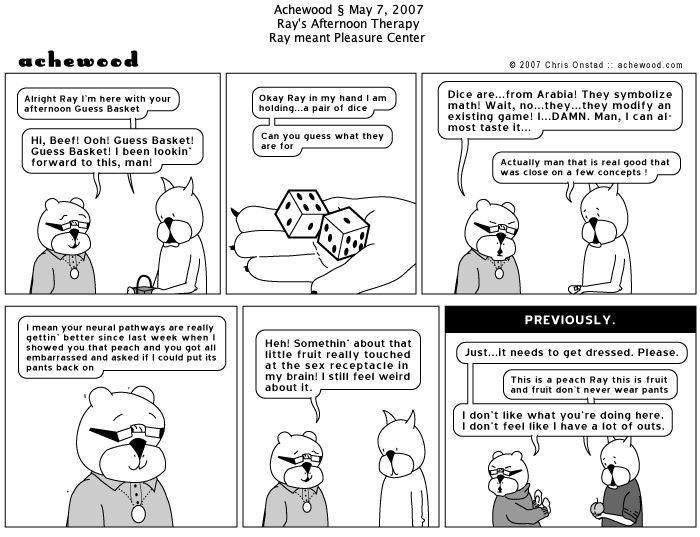 Achewood § May 7, 2007
Ray's Afternoon Therapy
Ray meant Pleasure Center
achewood
© 2007 Chris Onstad :: achewood.com
Alright Ray I'm here with your
afternoon Guess Basket
Hi, Beef! Ooh! Guess Basket!
Guess Basket! I been lookin'
forward to this, man!
Okay Ray in my hand I am
holding...a pair of dice
Can you guess what they
are for
Dice are...from Arabia! They symbolize
math! Wait, no...they...they modify an
existing game! I...DAMN. Man, I can al-
most taste it...
Actually man that is real good that
was close on a few concepts !
I mean your neural pathways are really
gettin' better since last week when I
showed you that peach and you got all
embarrassed and asked if I could put its
pants back on
Heh! Somethin' about that
little fruit really touched
at the sex receptacle in
my brain! I still feel weird
about it.
PREVIOUSLY.
Just...it needs to get dressed. Please.
This is a peach Ray this is fruit
and fruit don't never wear pants
I don't like what you're doing here.
I don't feel like I have a lot of outs.